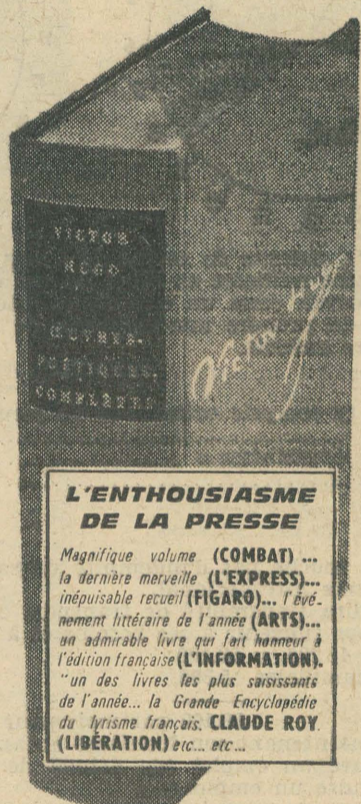 VICTOR
HUGO
ŒUVRES
POÉTIQUES
COMPLÈTES
Victor Hugo
L'ENTHOUSIASME
DE LA PRESSE
Magnifique volume (COMBAT) ...
la dernière merveille (L'EXPRESS)...
inépuisable recueil (FIGARO)... l'évé-
nement littéraire de l'année (ARTS)...
un admirable livre qui fait honneur à
l'édition française (L'INFORMATION).
"un des livres les plus saisissants
de l'année... la Grande Encyclopédie
du lyrisme français. CLAUDE ROY.
(LIBÉRATION) etc... etc...